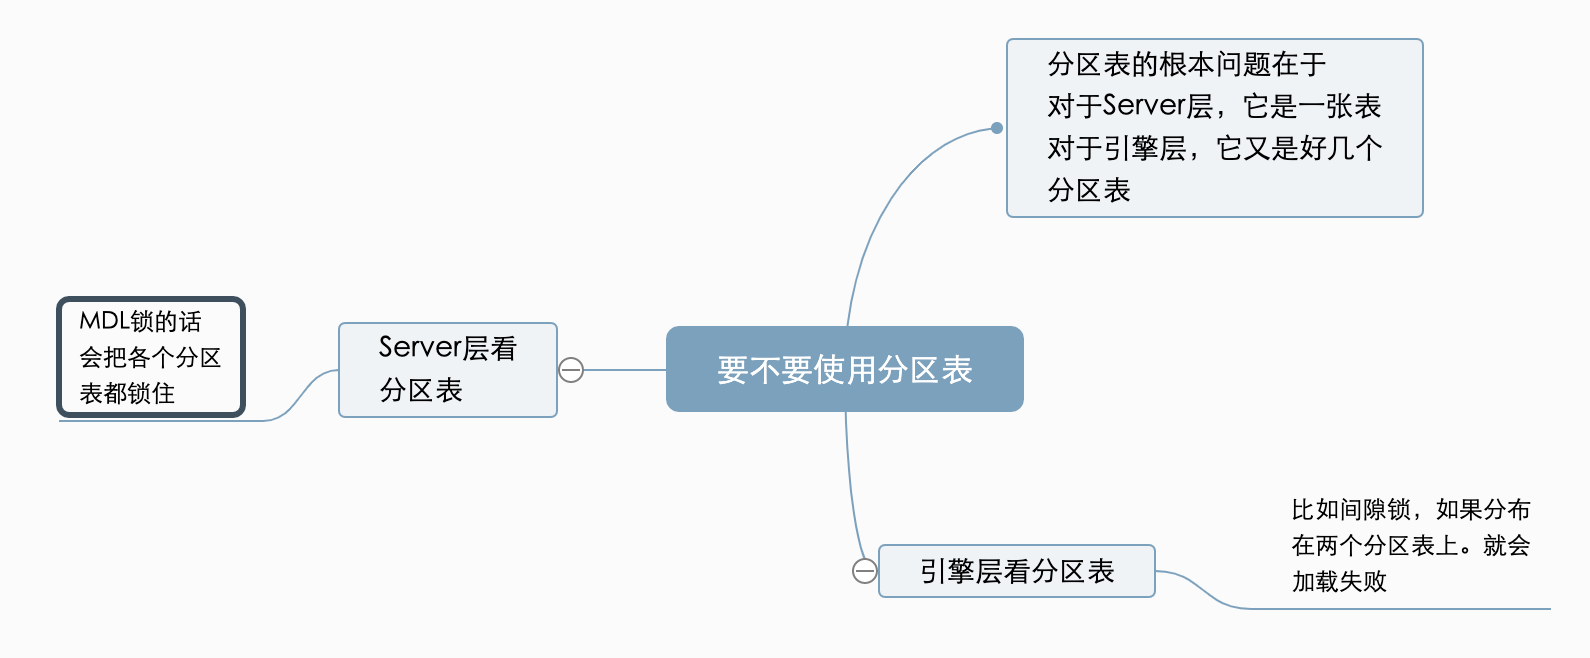 分区表的根本问题在于
对于Server层，它是一张表
对于引擎层，它又是好几个
分区表
MDL锁的话
会把各个分区
表都锁住
Server层看
分区表
要不要使用分区表
引擎层看分区表
比如间隙锁，如果分布
在两个分区表上。就会
加载失败